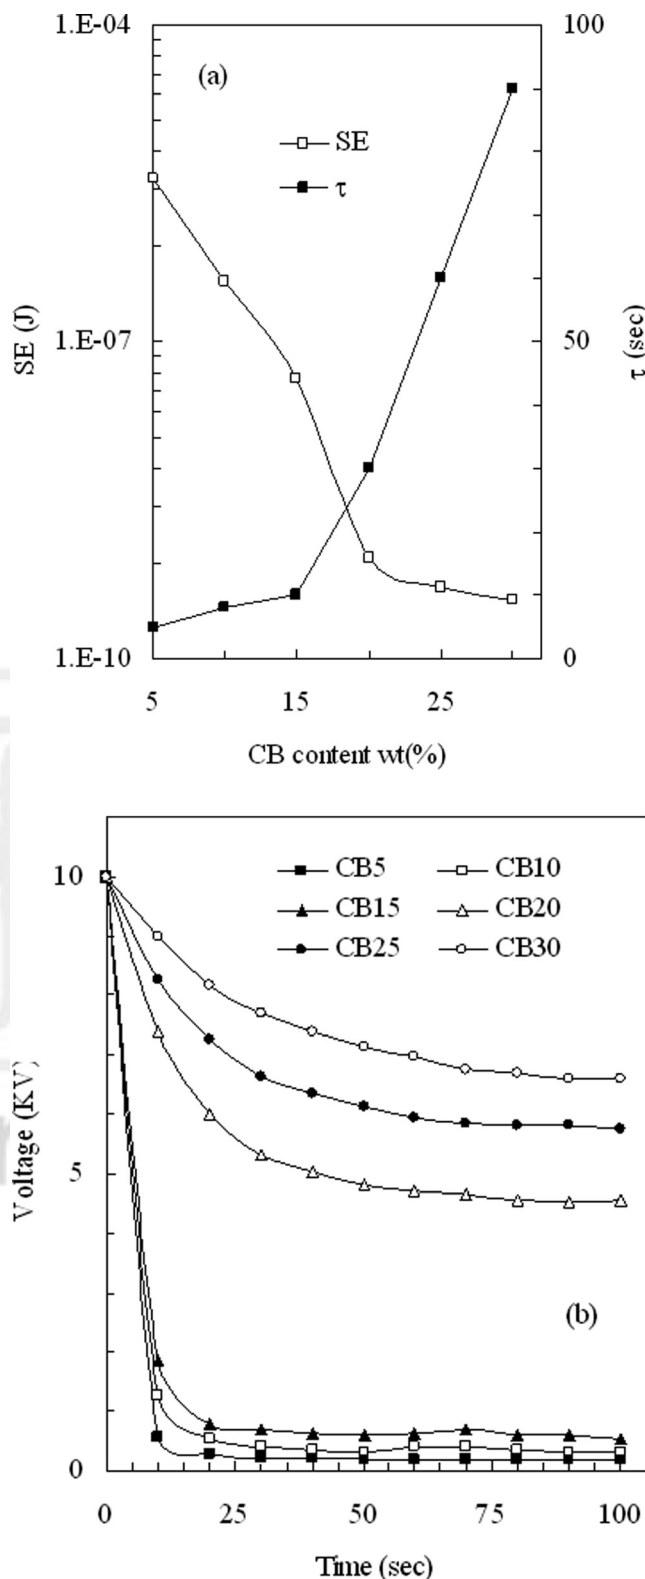 1.E-04
100
(a)
SE
τ
SE (J)
1.E-07
50
τ (sec)
1.E-10
0
5
15
25
CB content wt(%)
10
CB5
CB10
CB15
CB20
CB25
CB30
Voltage (KV)
5
(b)
0
0
25
50
75
100
Time (sec)